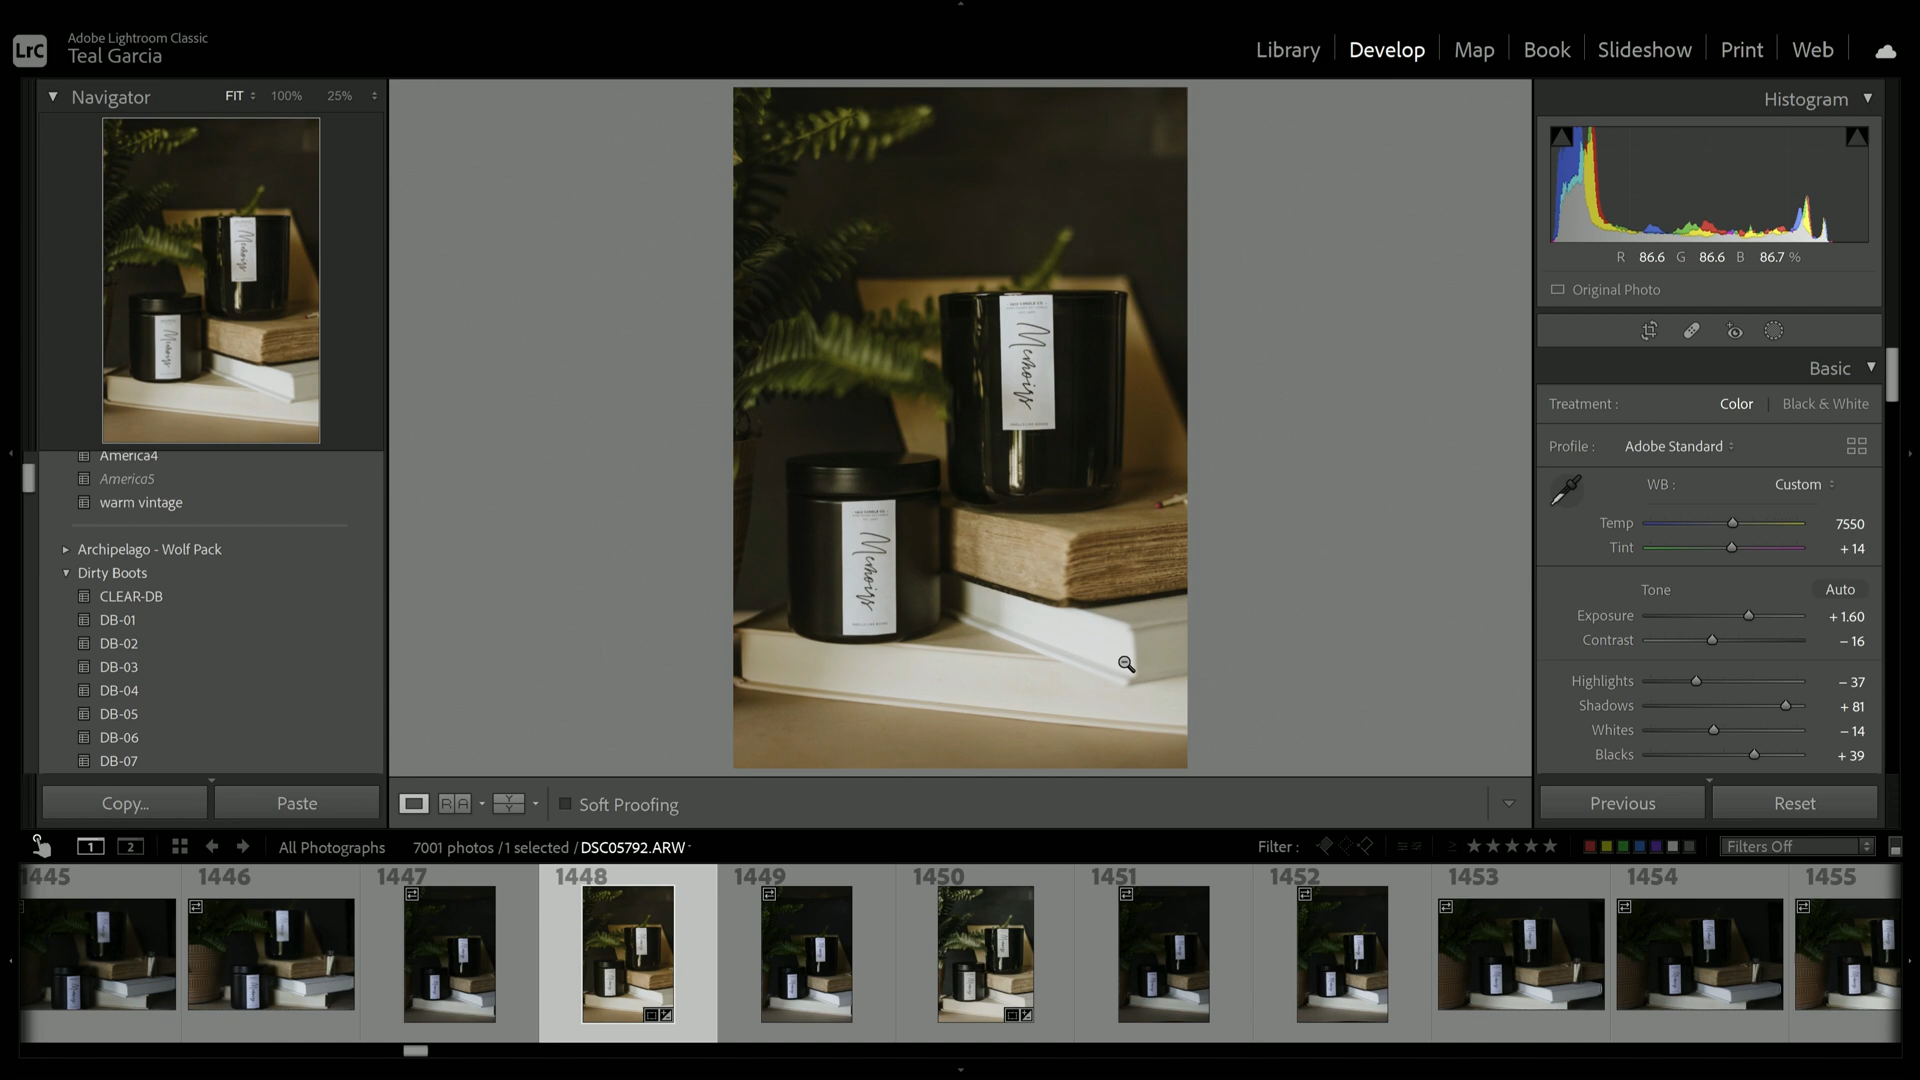 LrC
Adobe Lightroom Classic
Teal Garcia
Library
Develop
Map
Book
Slideshow
Print
Web
Navigator
FIT
100%
25%
America4
America5
warm vintage
Archipelago - Wolf Pack
Dirty Boots
CLEAR-DB
DB-01
DB-02
DB-03
DB-04
DB-05
DB-06
DB-07
Copy...
Paste
Memoirs
Memoirs
Histogram
R 86.6 G 86.6 B 86.7 %
Original Photo
Basic
Treatment : Color Black & White
Profile : Adobe Standard
WB : Custom
Temp 7550
Tint + 14
Tone Auto
Exposure + 1.60
Contrast – 16
Highlights – 37
Shadows + 81
Whites – 14
Blacks + 39
Previous
Reset
R A
Y Y
Soft Proofing
1
2
All Photographs
7001 photos / 1 selected / DSC05792.ARW
Filter :
Filters Off
1445
1446
1447
1448
1449
1450
1451
1452
1453
1454
1455